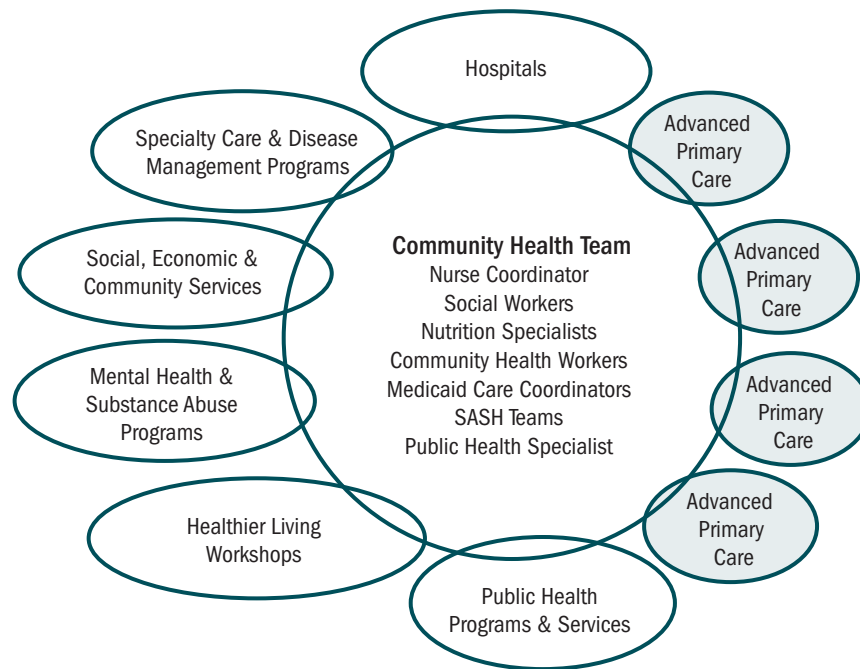 Hospitals
Specialty Care & Disease
Management Programs
Social, Economic &
Community Services
Mental Health &
Substance Abuse
Programs
Healthier Living
Workshops
Public Health
Programs & Services
Community Health Team
Nurse Coordinator
Social Workers
Nutrition Specialists
Community Health Workers
Medicaid Care Coordinators
SASH Teams
Public Health Specialist
Advanced
Primary
Care
Advanced
Primary
Care
Advanced
Primary
Care
Advanced
Primary
Care